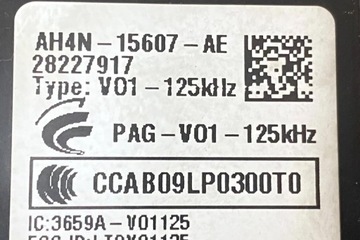 AH4N-15607-AE
28227917
Type: V01-125kHz
PAG-V01-125kHz
CCAB09LP0300T0
IC:3659A-V01125